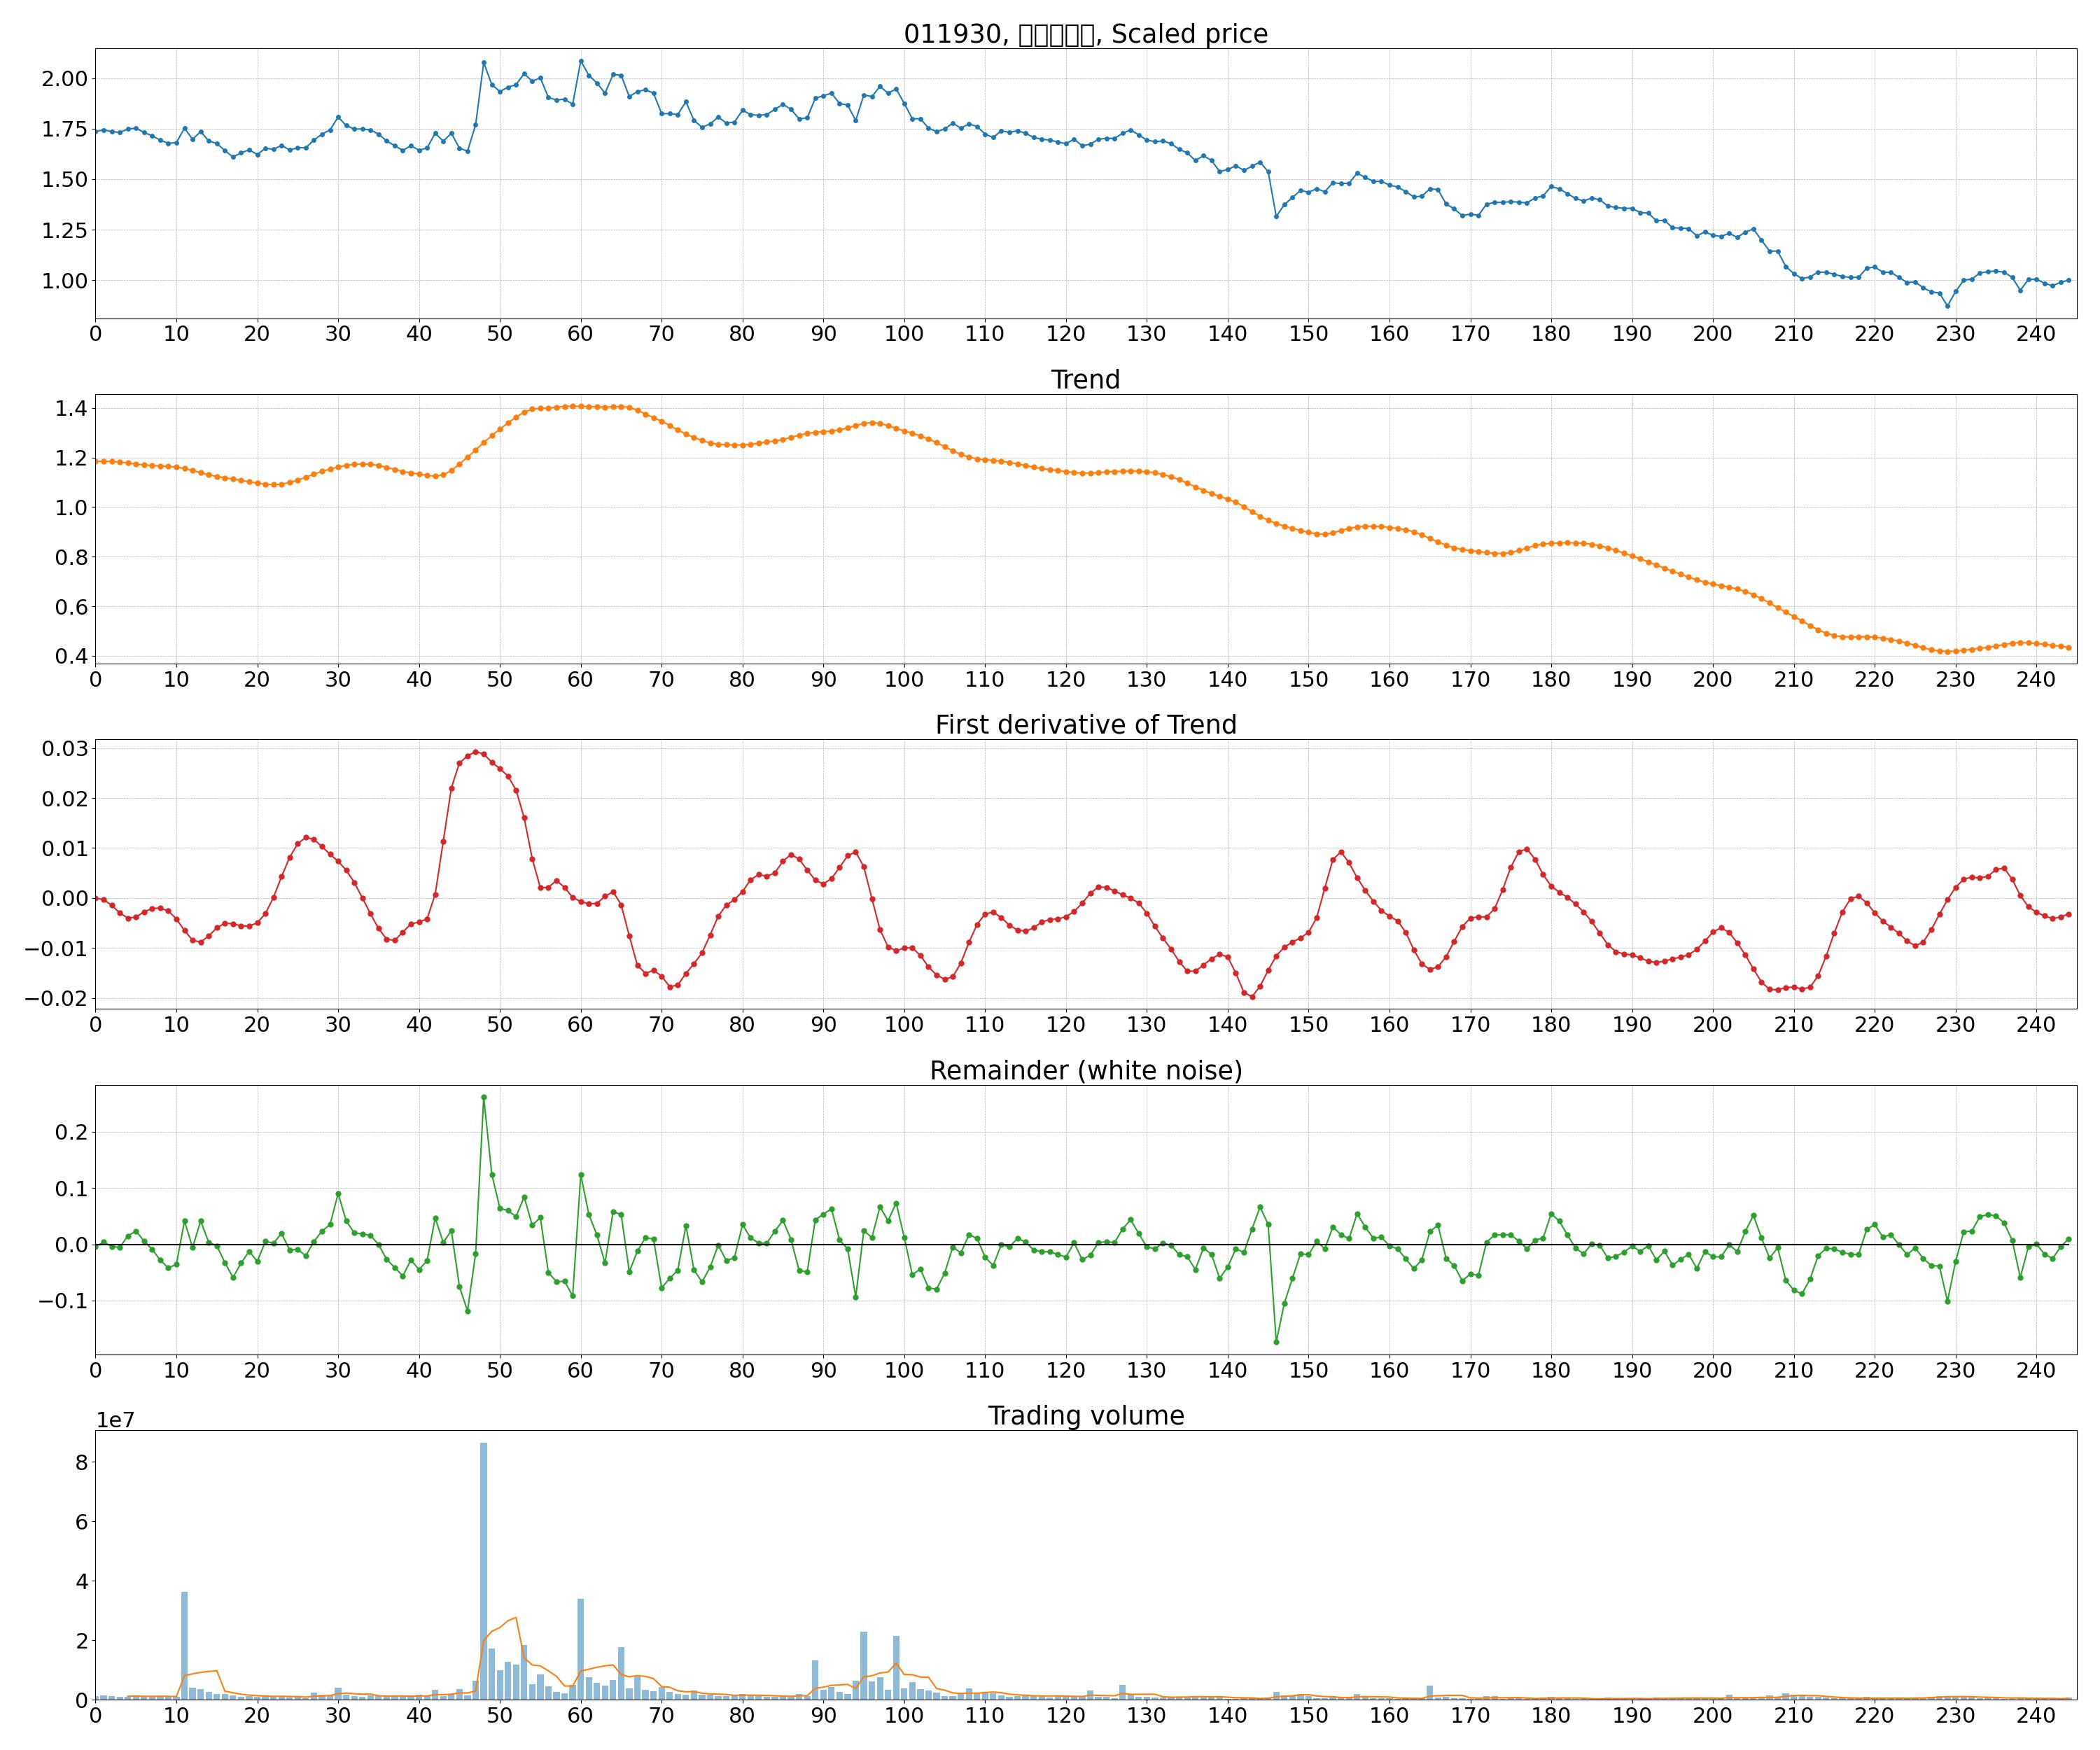 011930, □□□□□, Scaled price
2.00
1.75
1.50
1.25
1.00
0 10 20 30 40 50 60 70 80 90 100 110 120 130 140 150 160 170 180 190 200 210 220 230 240
Trend
1.4
1.2
1.0
0.8
0.6
0.4
0 10 20 30 40 50 60 70 80 90 100 110 120 130 140 150 160 170 180 190 200 210 220 230 240
First derivative of Trend
0.03
0.02
0.01
0.00
−0.01
−0.02
0 10 20 30 40 50 60 70 80 90 100 110 120 130 140 150 160 170 180 190 200 210 220 230 240
Remainder (white noise)
0.2
0.1
0.0
−0.1
0 10 20 30 40 50 60 70 80 90 100 110 120 130 140 150 160 170 180 190 200 210 220 230 240
Trading volume
1e7
8
6
4
2
0
0 10 20 30 40 50 60 70 80 90 100 110 120 130 140 150 160 170 180 190 200 210 220 230 240